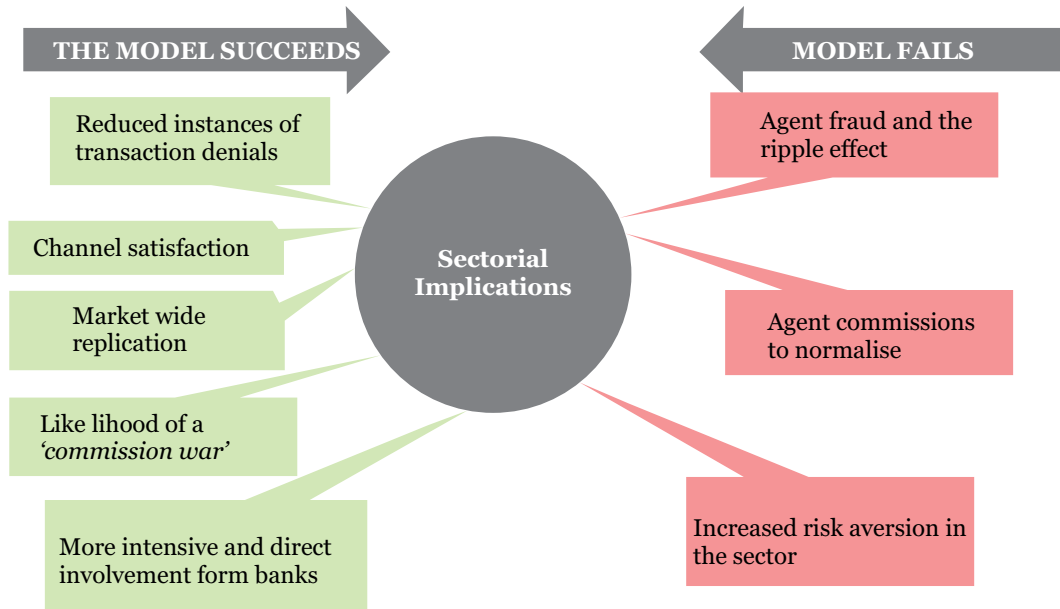 THE MODEL SUCCEEDS
MODEL FAILS
Reduced instances of
transaction denials
Channel satisfaction
Market wide
replication
Like lihood of a
‘commission war’
More intensive and direct
involvement form banks
Sectorial
Implications
Agent fraud and the
ripple effect
Agent commissions
to normalise
Increased risk aversion in
the sector